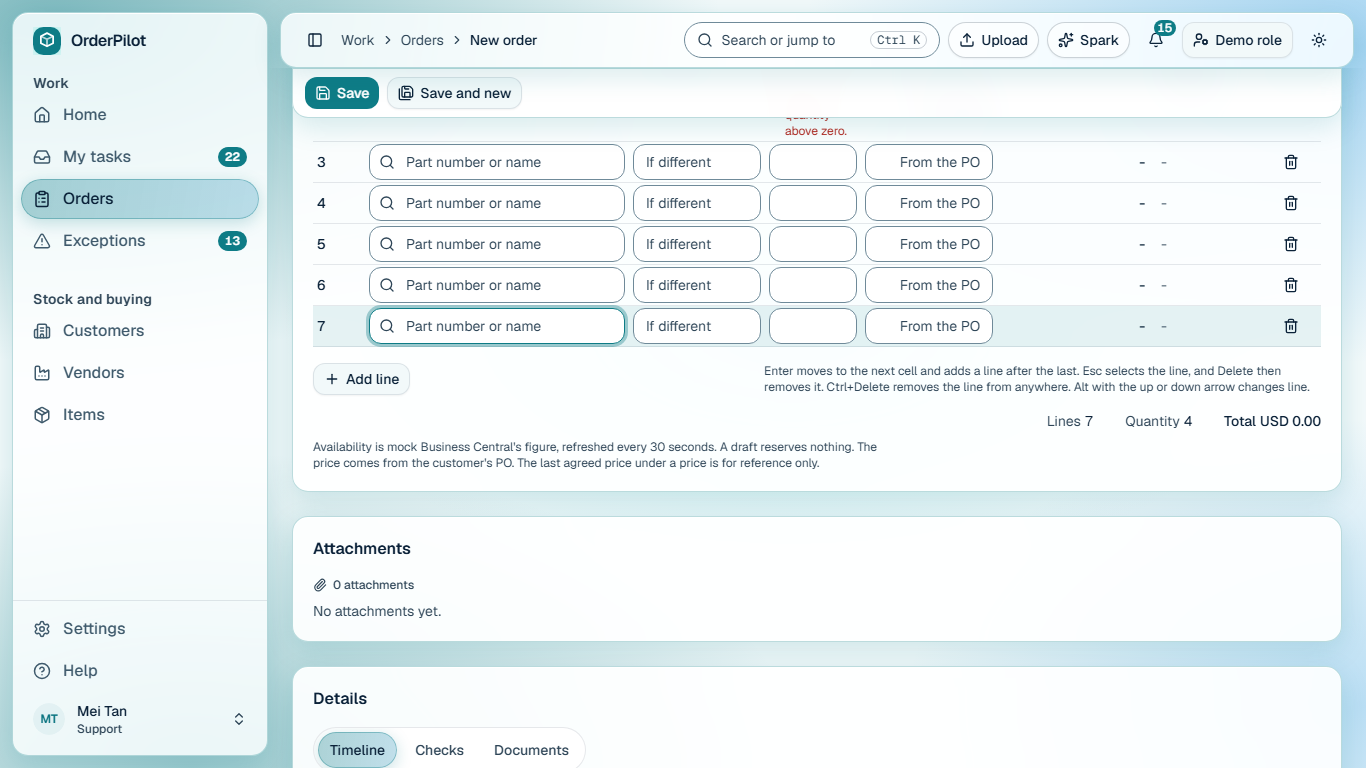 OrderPilot
Work
Home
My tasks 22
Orders
Exceptions 13
Stock and buying
Customers
Vendors
Items
Settings
Help
MT Mei Tan
Support
Work > Orders > New order
Search or jump to Ctrl K
Upload
Spark
15
Demo role
Save
Save and new
above zero.
3 Part number or name If different From the PO - -
4 Part number or name If different From the PO - -
5 Part number or name If different From the PO - -
6 Part number or name If different From the PO - -
7 Part number or name If different From the PO - -
Add line
Enter moves to the next cell and adds a line after the last. Esc selects the line, and Delete then
removes it. Ctrl+Delete removes the line from anywhere. Alt with the up or down arrow changes line.
Lines 7 Quantity 4 Total USD 0.00
Availability is mock Business Central's figure, refreshed every 30 seconds. A draft reserves nothing. The
price comes from the customer's PO. The last agreed price under a price is for reference only.
Attachments
0 attachments
No attachments yet.
Details
Timeline Checks Documents